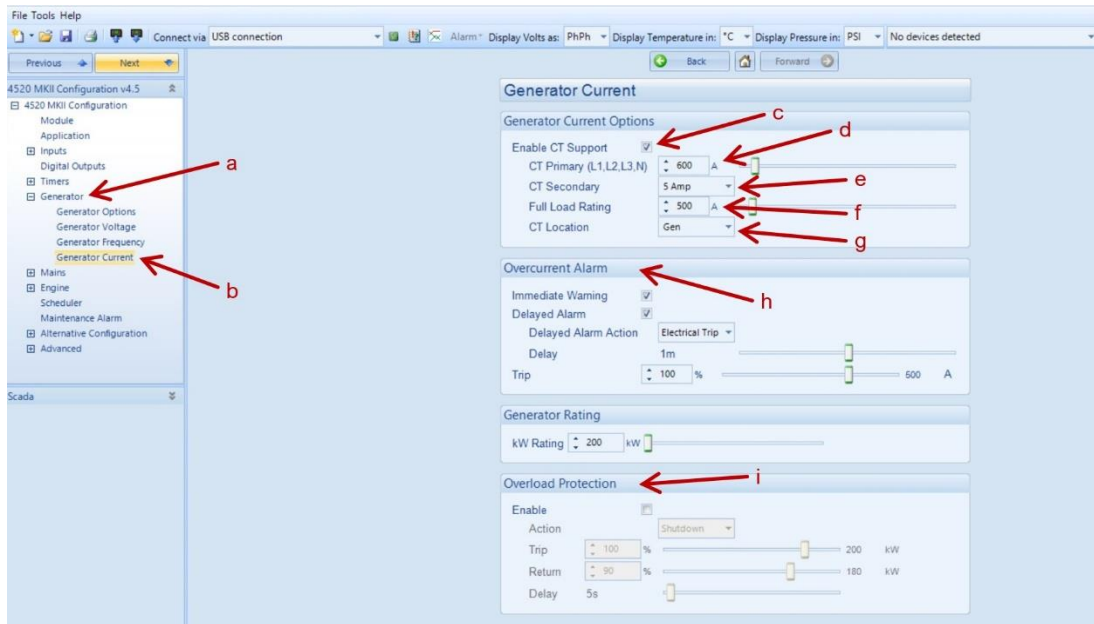 File Tools Help
Connect via USB connection Alarm Display Volts as: PhPh Display Temperature in: °C Display Pressure in: PSI No devices detected
Previous Next Back Forward
4520 MKII Configuration v4.5
4520 MKII Configuration
Module
Application
Inputs
Digital Outputs
Timers
Generator
Generator Options
Generator Voltage
Generator Frequency
Generator Current
Mains
Engine
Scheduler
Maintenance Alarm
Alternative Configuration
Advanced
Scada
a
b
Generator Current
Generator Current Options
c
Enable CT Support
d
CT Primary (L1,L2,L3,N) 600 A
CT Secondary 5 Amp e
Full Load Rating 500 A f
CT Location Gen g
Overcurrent Alarm
h
Immediate Warning
Delayed Alarm
Delayed Alarm Action Electrical Trip
Delay 1m
Trip 100 % 500 A
Generator Rating
kW Rating 200 kW
Overload Protection i
Enable
Action Shutdown
Trip 100 % 200 kW
Return 90 % 180 kW
Delay 5s